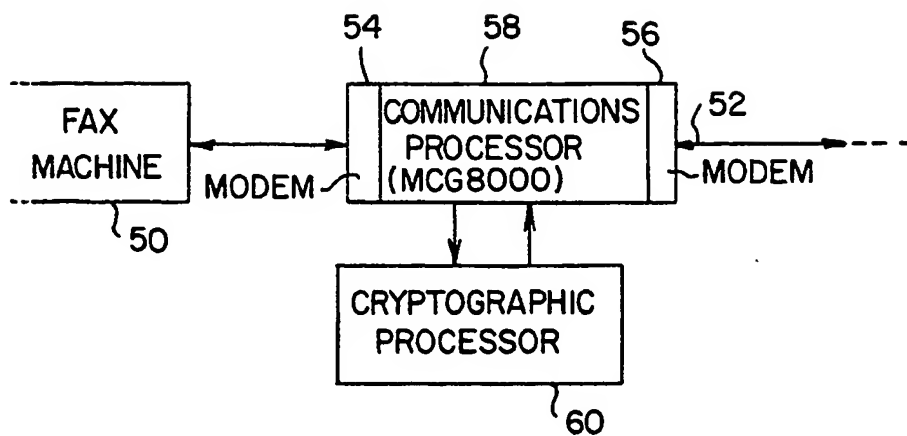 54 58 56
FAX MACHINE
COMMUNICATIONS PROCESSOR (MCG8000)
52
MODEM
MODEM
50
CRYPTOGRAPHIC PROCESSOR
60